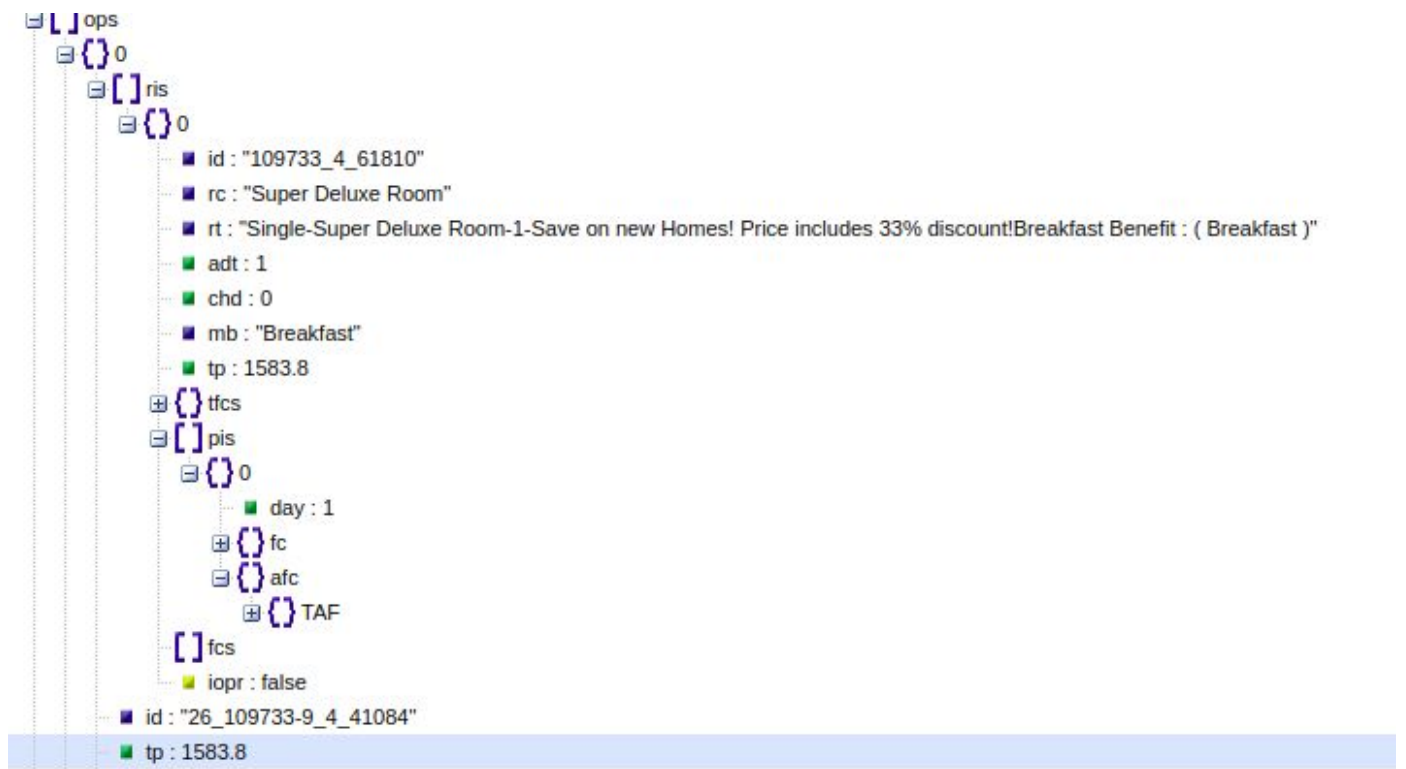 [ ] ops
{} 0
[ ] ris
{} 0
id : "109733_4_61810"
rc : "Super Deluxe Room"
rt : "Single-Super Deluxe Room-1-Save on new Homes! Price includes 33% discount!Breakfast Benefit : ( Breakfast )"
adt : 1
chd : 0
mb : "Breakfast"
tp : 1583.8
{} tfcs
[ ] pis
{} 0
day : 1
{} fc
{} afc
{} TAF
[ ] fcs
iopr : false
id : "26_109733-9_4_41084"
tp : 1583.8